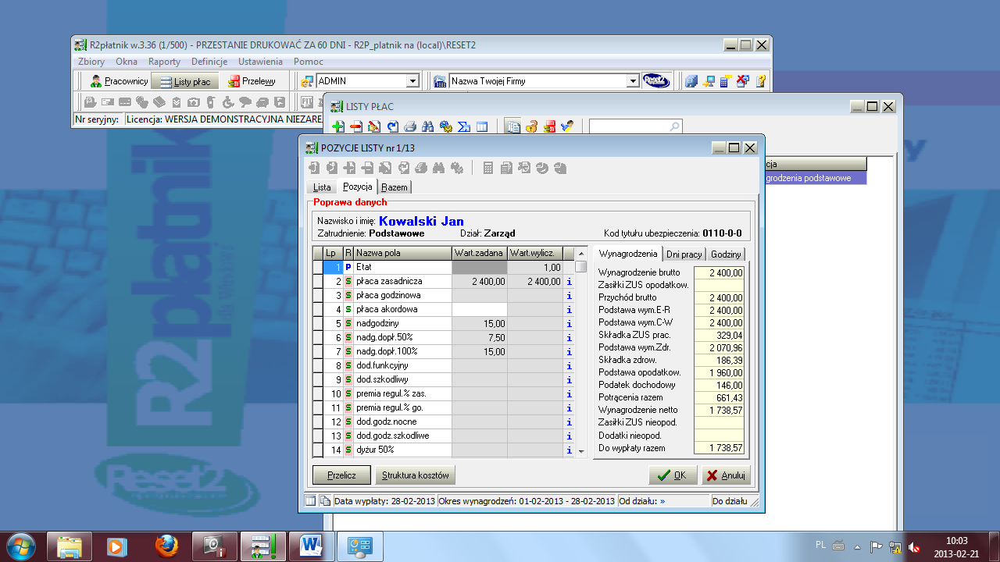 R2płatnik w.3.36 (1/500) - PRZESTANIE DRUKOWAĆ ZA 60 DNI - R2P_platnik na (local)\RESET2
Zbiory Okna Raporty Definicje Ustawienia Pomoc
Pracownicy Listy płac Przelewy ADMIN Nazwa Twojej Firmy Reset2
Nr seryjny: Licencja: WERSJA DEMONSTRACYJNA NIEZARE
LISTY PŁAC
cja
grodzenia podstawowe
POZYCJE LISTY nr 1/13
Lista Pozycja Razem
Poprawa danych
Nazwisko i imię: Kowalski Jan
Zatrudnienie: Podstawowe Dział: Zarząd Kod tytułu ubezpieczenia: 0110-0-0
Lp R Nazwa pola Wart.zadana Wart.wylicz.
1 P Etat 1,00
2 S płaca zasadnicza 2 400,00 2 400,00 i
3 S płaca godzinowa i
4 S płaca akordowa i
5 S nadgodziny 15,00 i
6 S nadg.dopł.50% 7,50 i
7 S nadg.dopł.100% 15,00 i
8 S dod.funkcyjny i
9 S dod.szkodliwy i
10 S premia regul.% zas. i
11 S premia regul.% go. i
12 S dod.godz.nocne i
13 S dod.godz.szkodliwe i
14 S dyżur 50% i
Wynagrodzenia Dni pracy Godziny
Wynagrodzenie brutto 2 400,00
Zasiłki ZUS opodatkow.
Przychód brutto 2 400,00
Podstawa wym.E-R 2 400,00
Podstawa wym.C-W 2 400,00
Składka ZUS prac. 329,04
Podstawa wym.Zdr. 2 070,96
Składka zdrow. 186,39
Podstawa opodatkow. 1 960,00
Podatek dochodowy 146,00
Potrącenia razem 661,43
Wynagrodzenie netto 1 738,57
Zasiłki ZUS nieopod.
Dodatki nieopod.
Do wypłaty razem 1 738,57
Przelicz Struktura kosztów OK Anuluj
Data wypłaty: 28-02-2013 Okres wynagrodzeń: 01-02-2013 - 28-02-2013 Od działu: » Do działu
R2płatnik
dla Windows
Reset2
y
PL
10:03
2013-02-21